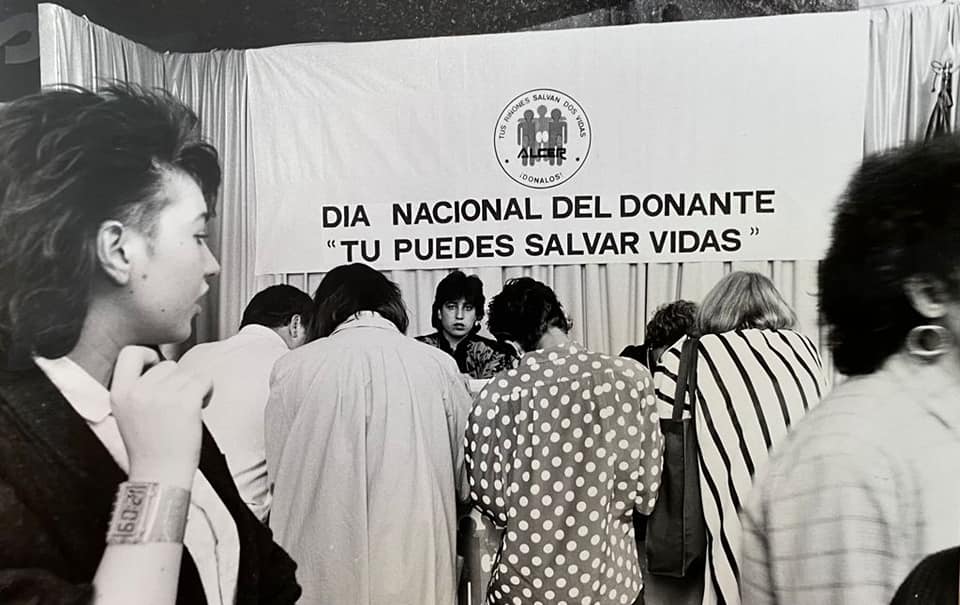 TUS RIÑONES SALVAN DOS VIDAS
ALCER
¡DONALOS!
DIA NACIONAL DEL DONANTE
"TU PUEDES SALVAR VIDAS"